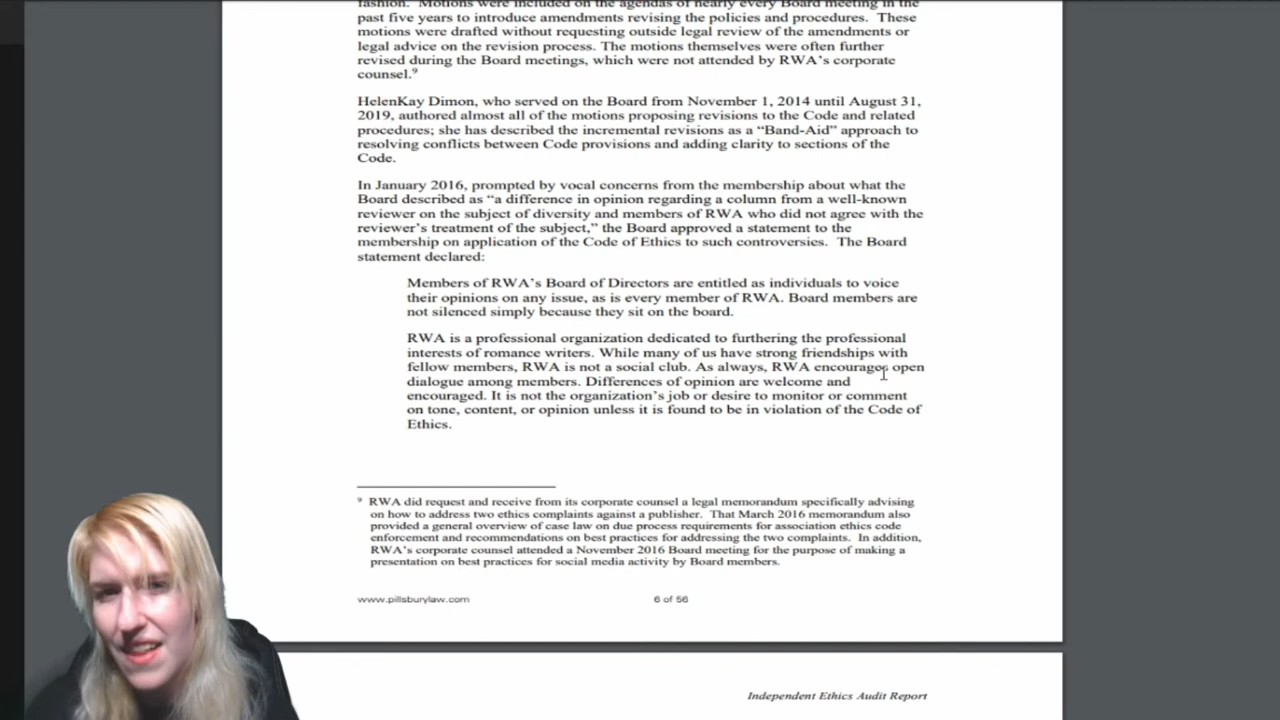 fashion. Motions were included on the agendas of nearly every Board meeting in the
past five years to introduce amendments revising the policies and procedures. These
motions were drafted without requesting outside legal review of the amendments or
legal advice on the revision process. The motions themselves were often further
revised during the Board meetings, which were not attended by RWA's corporate
counsel.9
HelenKay Dimon, who served on the Board from November 1, 2014 until August 31,
2019, authored almost all of the motions proposing revisions to the Code and related
procedures; she has described the incremental revisions as a “Band-Aid” approach to
resolving conflicts between Code provisions and adding clarity to sections of the
Code.
In January 2016, prompted by vocal concerns from the membership about what the
Board described as “a difference in opinion regarding a column from a well-known
reviewer on the subject of diversity and members of RWA who did not agree with the
reviewer's treatment of the subject,” the Board approved a statement to the
membership on application of the Code of Ethics to such controversies. The Board
statement declared:
Members of RWA's Board of Directors are entitled as individuals to voice
their opinions on any issue, as is every member of RWA. Board members are
not silenced simply because they sit on the board.
RWA is a professional organization dedicated to furthering the professional
interests of romance writers. While many of us have strong friendships with
fellow members, RWA is not a social club. As always, RWA encourages open
dialogue among members. Differences of opinion are welcome and
encouraged. It is not the organization's job or desire to monitor or comment
on tone, content, or opinion unless it is found to be in violation of the Code of
Ethics.
9 RWA did request and receive from its corporate counsel a legal memorandum specifically advising
on how to address two ethics complaints against a publisher. That March 2016 memorandum also
provided a general overview of case law on due process requirements for association ethics code
enforcement and recommendations on best practices for addressing the two complaints. In addition,
RWA's corporate counsel attended a November 2016 Board meeting for the purpose of making a
presentation on best practices for social media activity by Board members.
www.pillsburylaw.com 6 of 56
Independent Ethics Audit Report